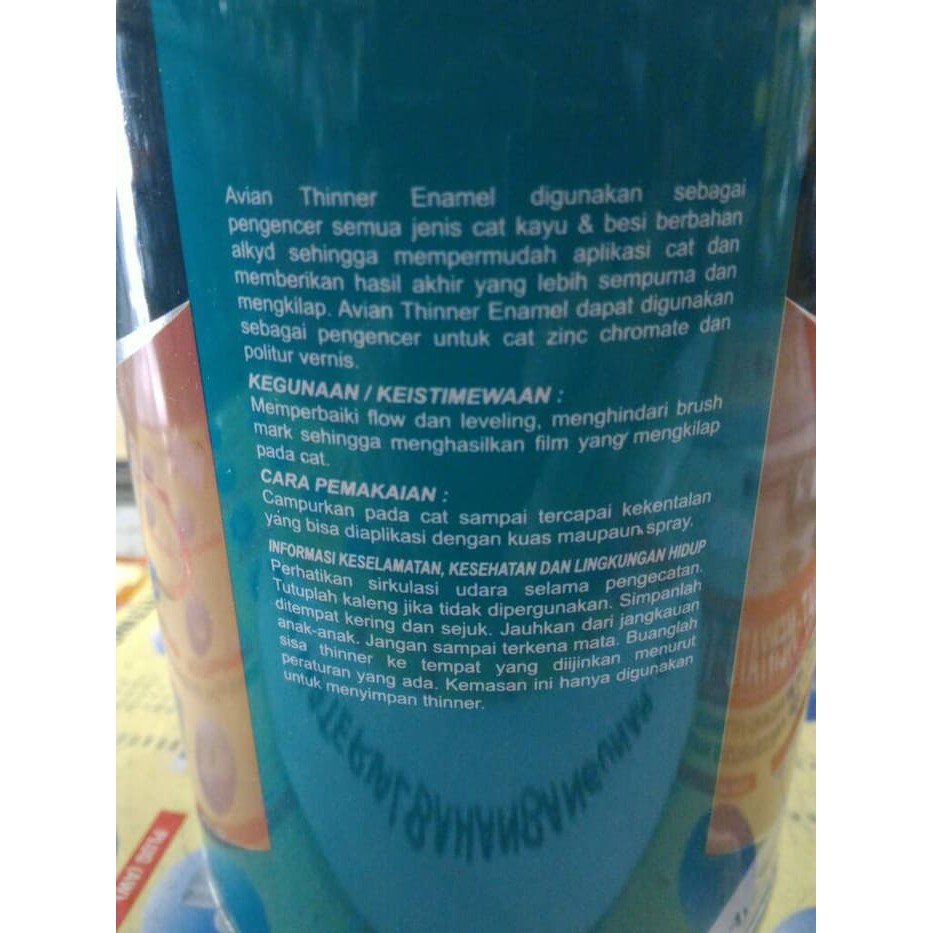 Avian Thinner Enamel digunakan sebagai
pengencer semua jenis cat kayu & besi berbahan
alkyd sehingga mempermudah aplikasi cat dan
memberikan hasil akhir yang lebih sempurna dan
mengkilap. Avian Thinner Enamel dapat digunakan
sebagai pengencer untuk cat zinc chromate dan
politur vernis.
KEGUNAAN / KEISTIMEWAAN :
Memperbaiki flow dan leveling, menghindari brush
mark sehingga menghasilkan film yang mengkilap
pada cat.
CARA PEMAKAIAN :
Campurkan pada cat sampai tercapai kekentalan
yang bisa diaplikasi dengan kuas maupaun spray.
INFORMASI KESELAMATAN, KESEHATAN DAN LINGKUNGAN HIDUP
Perhatikan sirkulasi udara selama pengecatan.
Tutuplah kaleng jika tidak dipergunakan. Simpanlah
ditempat kering dan sejuk. Jauhkan dari jangkauan
anak-anak. Jangan sampai terkena mata. Buanglah
sisa thinner ke tempat yang diijinkan menurut
peraturan yang ada. Kemasan ini hanya digunakan
untuk menyimpan thinner.